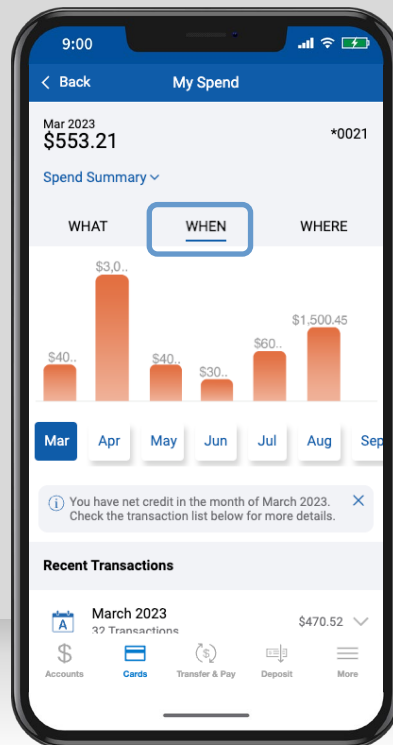 9:00
Back My Spend
Mar 2023
$553.21 *0021
Spend Summary
WHAT WHEN WHERE
$3,0..
$1,500.45
$40.. $40.. $30.. $60..
Mar Apr May Jun Jul Aug Sep
You have net credit in the month of March 2023.
Check the transaction list below for more details.
Recent Transactions
A March 2023 $470.52
32 Transactions
Accounts Cards Transfer & Pay Deposit More